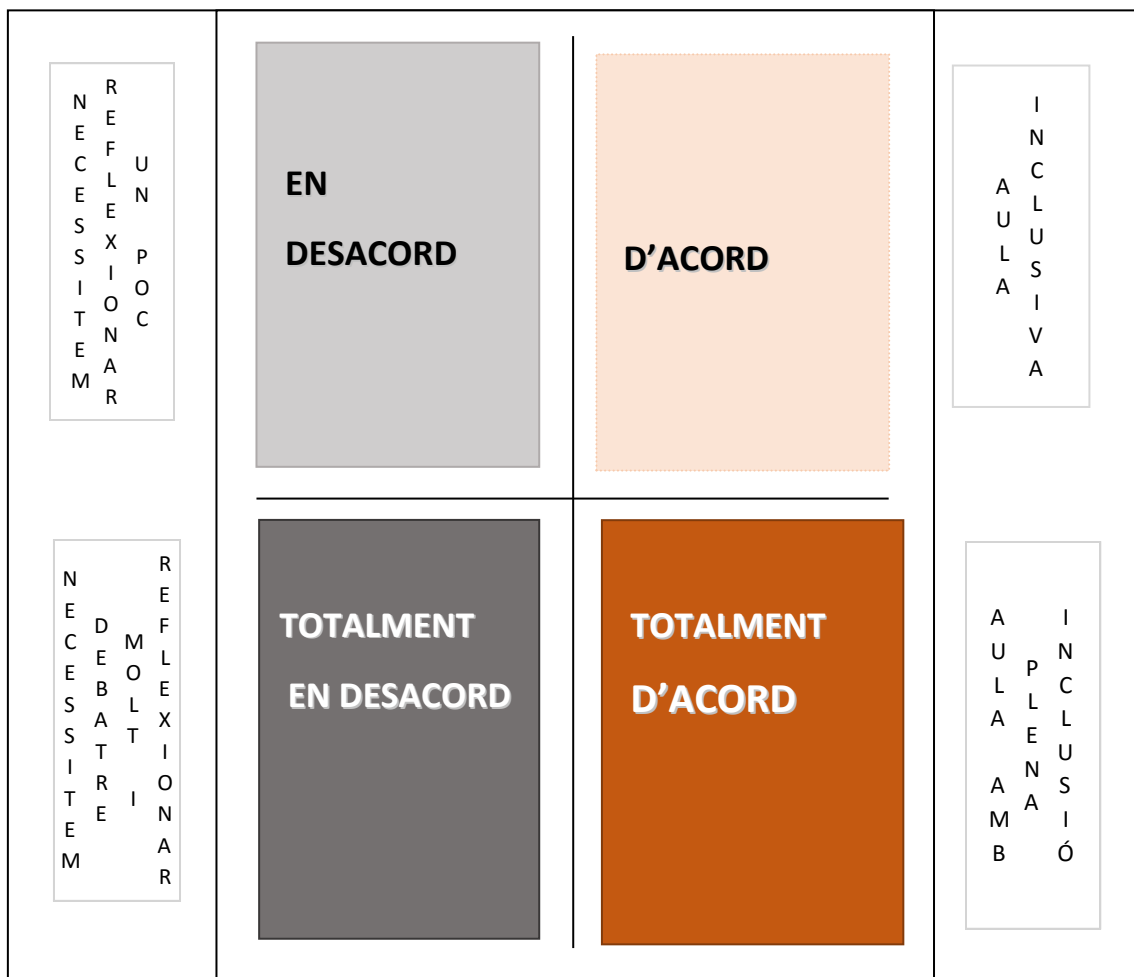 NECESSITEM
REFLEXIONAR
UN POC
EN
DESACORD
D'ACORD
AULA
INCLUSIVA
NECESSITEM
DEBATRE
MOLT I
REFLEXIONAR
TOTALMENT
EN DESACORD
TOTALMENT
D'ACORD
AULA AMB
PLENA
INCLUSIÓ